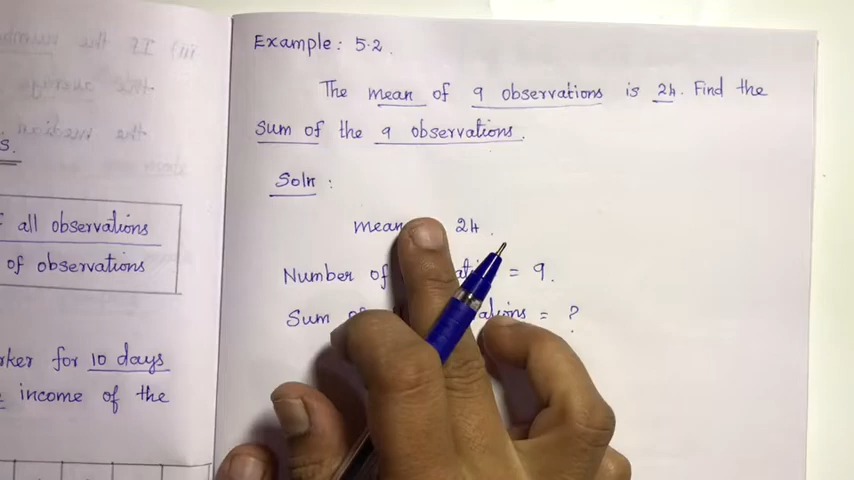 s.
f all observations
of observations
rker for 10 days
income of the
Example: 5.2.
The mean of 9 observations is 24. Find the
Sum of the 9 observations.
Soln :
mean 24.
Number of = 9.
Sum = ?